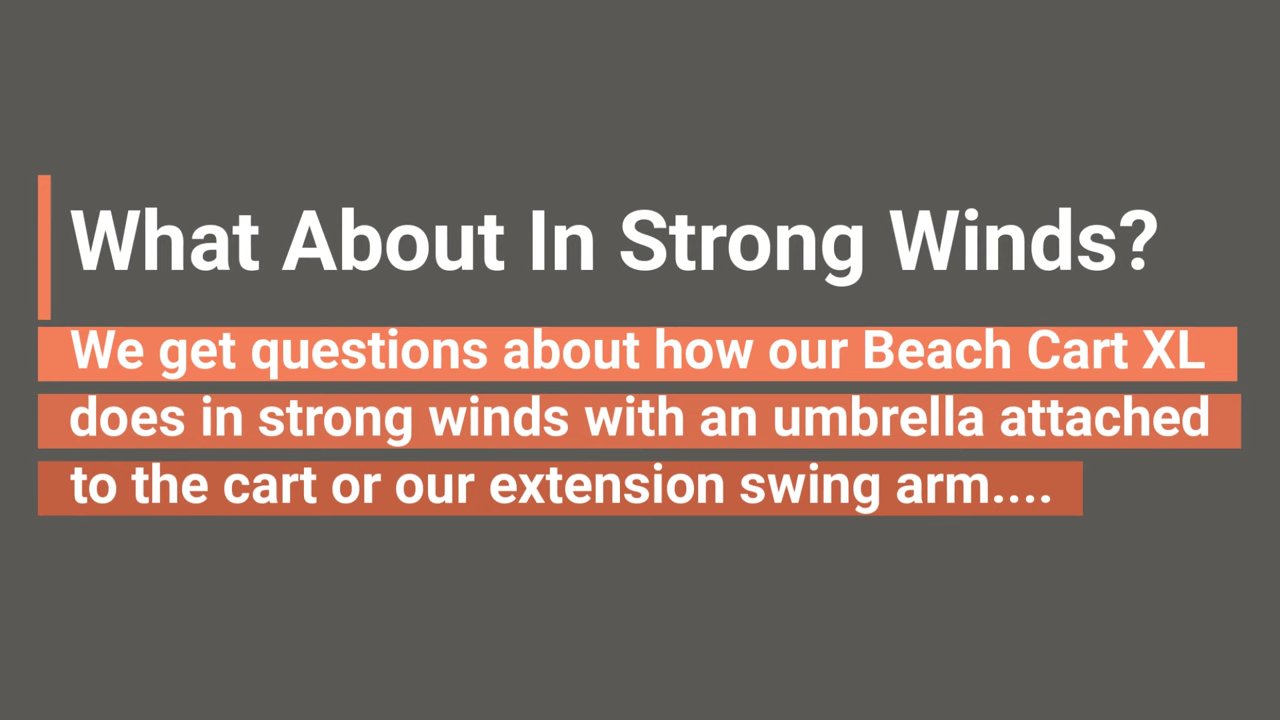 What About In Strong Winds?
We get questions about how our Beach Cart XL
does in strong winds with an umbrella attached
to the cart or our extension swing arm....